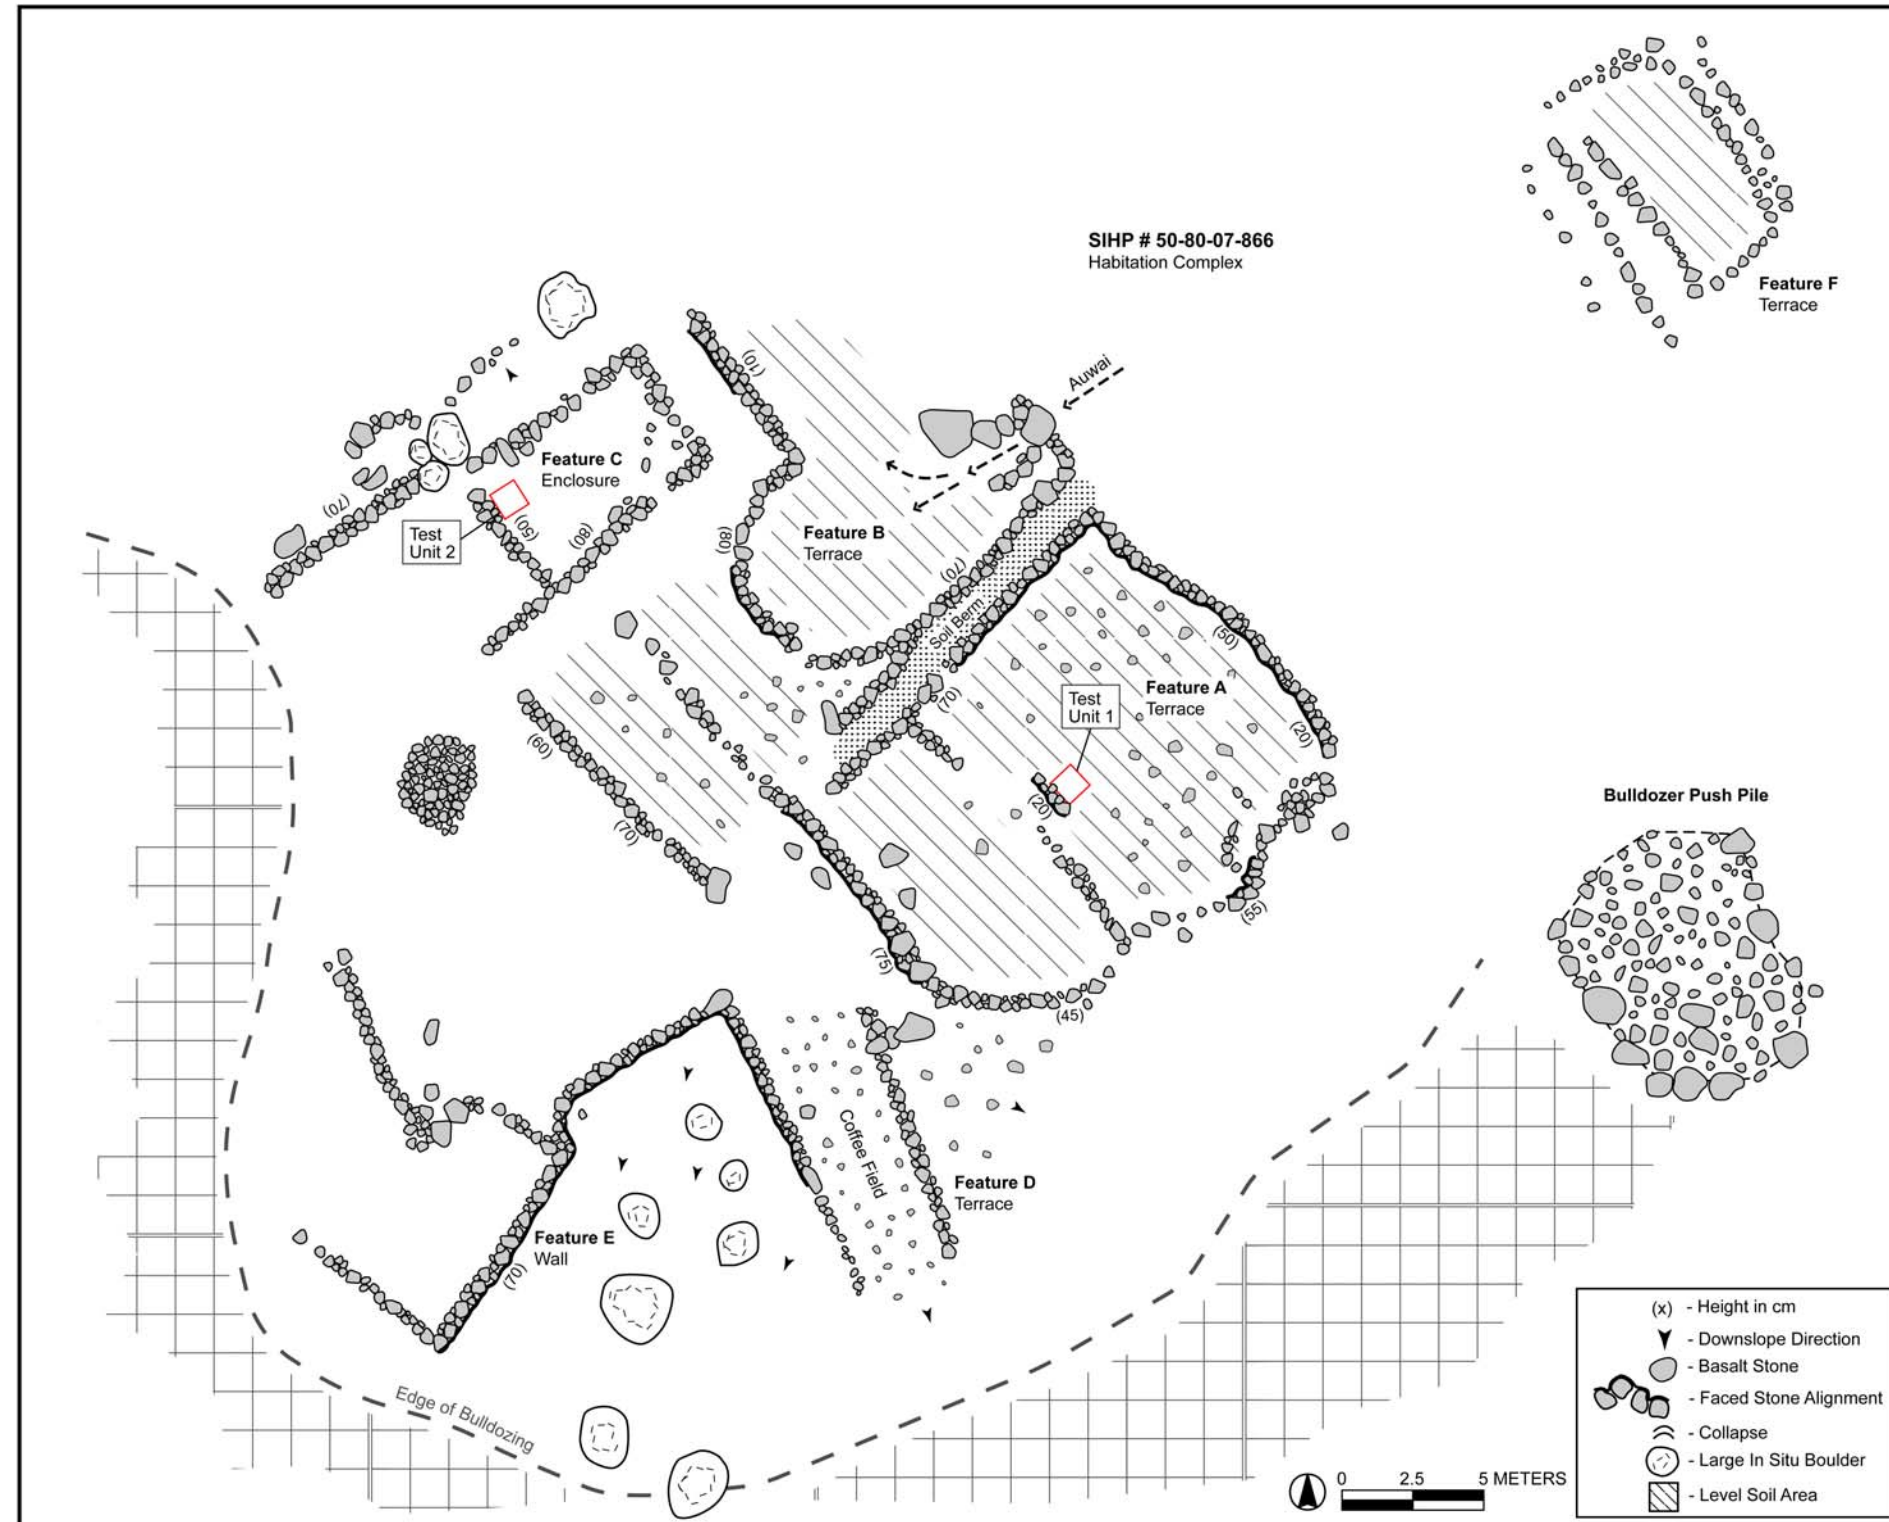 SIHP # 50-80-07-866
Habitation Complex
Feature F
Terrace
(10)
Auwai
Feature C
Enclosure
(70)
Test
Unit 2
(50)
(80)
(80)
Feature B
Terrace
(70)
Soil Berm
(50)
Feature A
Terrace
(70)
Test
Unit 1
(20)
(60)
(20)
(70)
Bulldozer Push Pile
(55)
(75)
(45)
Coffee Field
Feature D
Terrace
Feature E
Wall
(70)
Edge of Bulldozing
(x) - Height in cm
- Downslope Direction
- Basalt Stone
- Faced Stone Alignment
- Collapse
- Large In Situ Boulder
- Level Soil Area
0 2.5 5 METERS